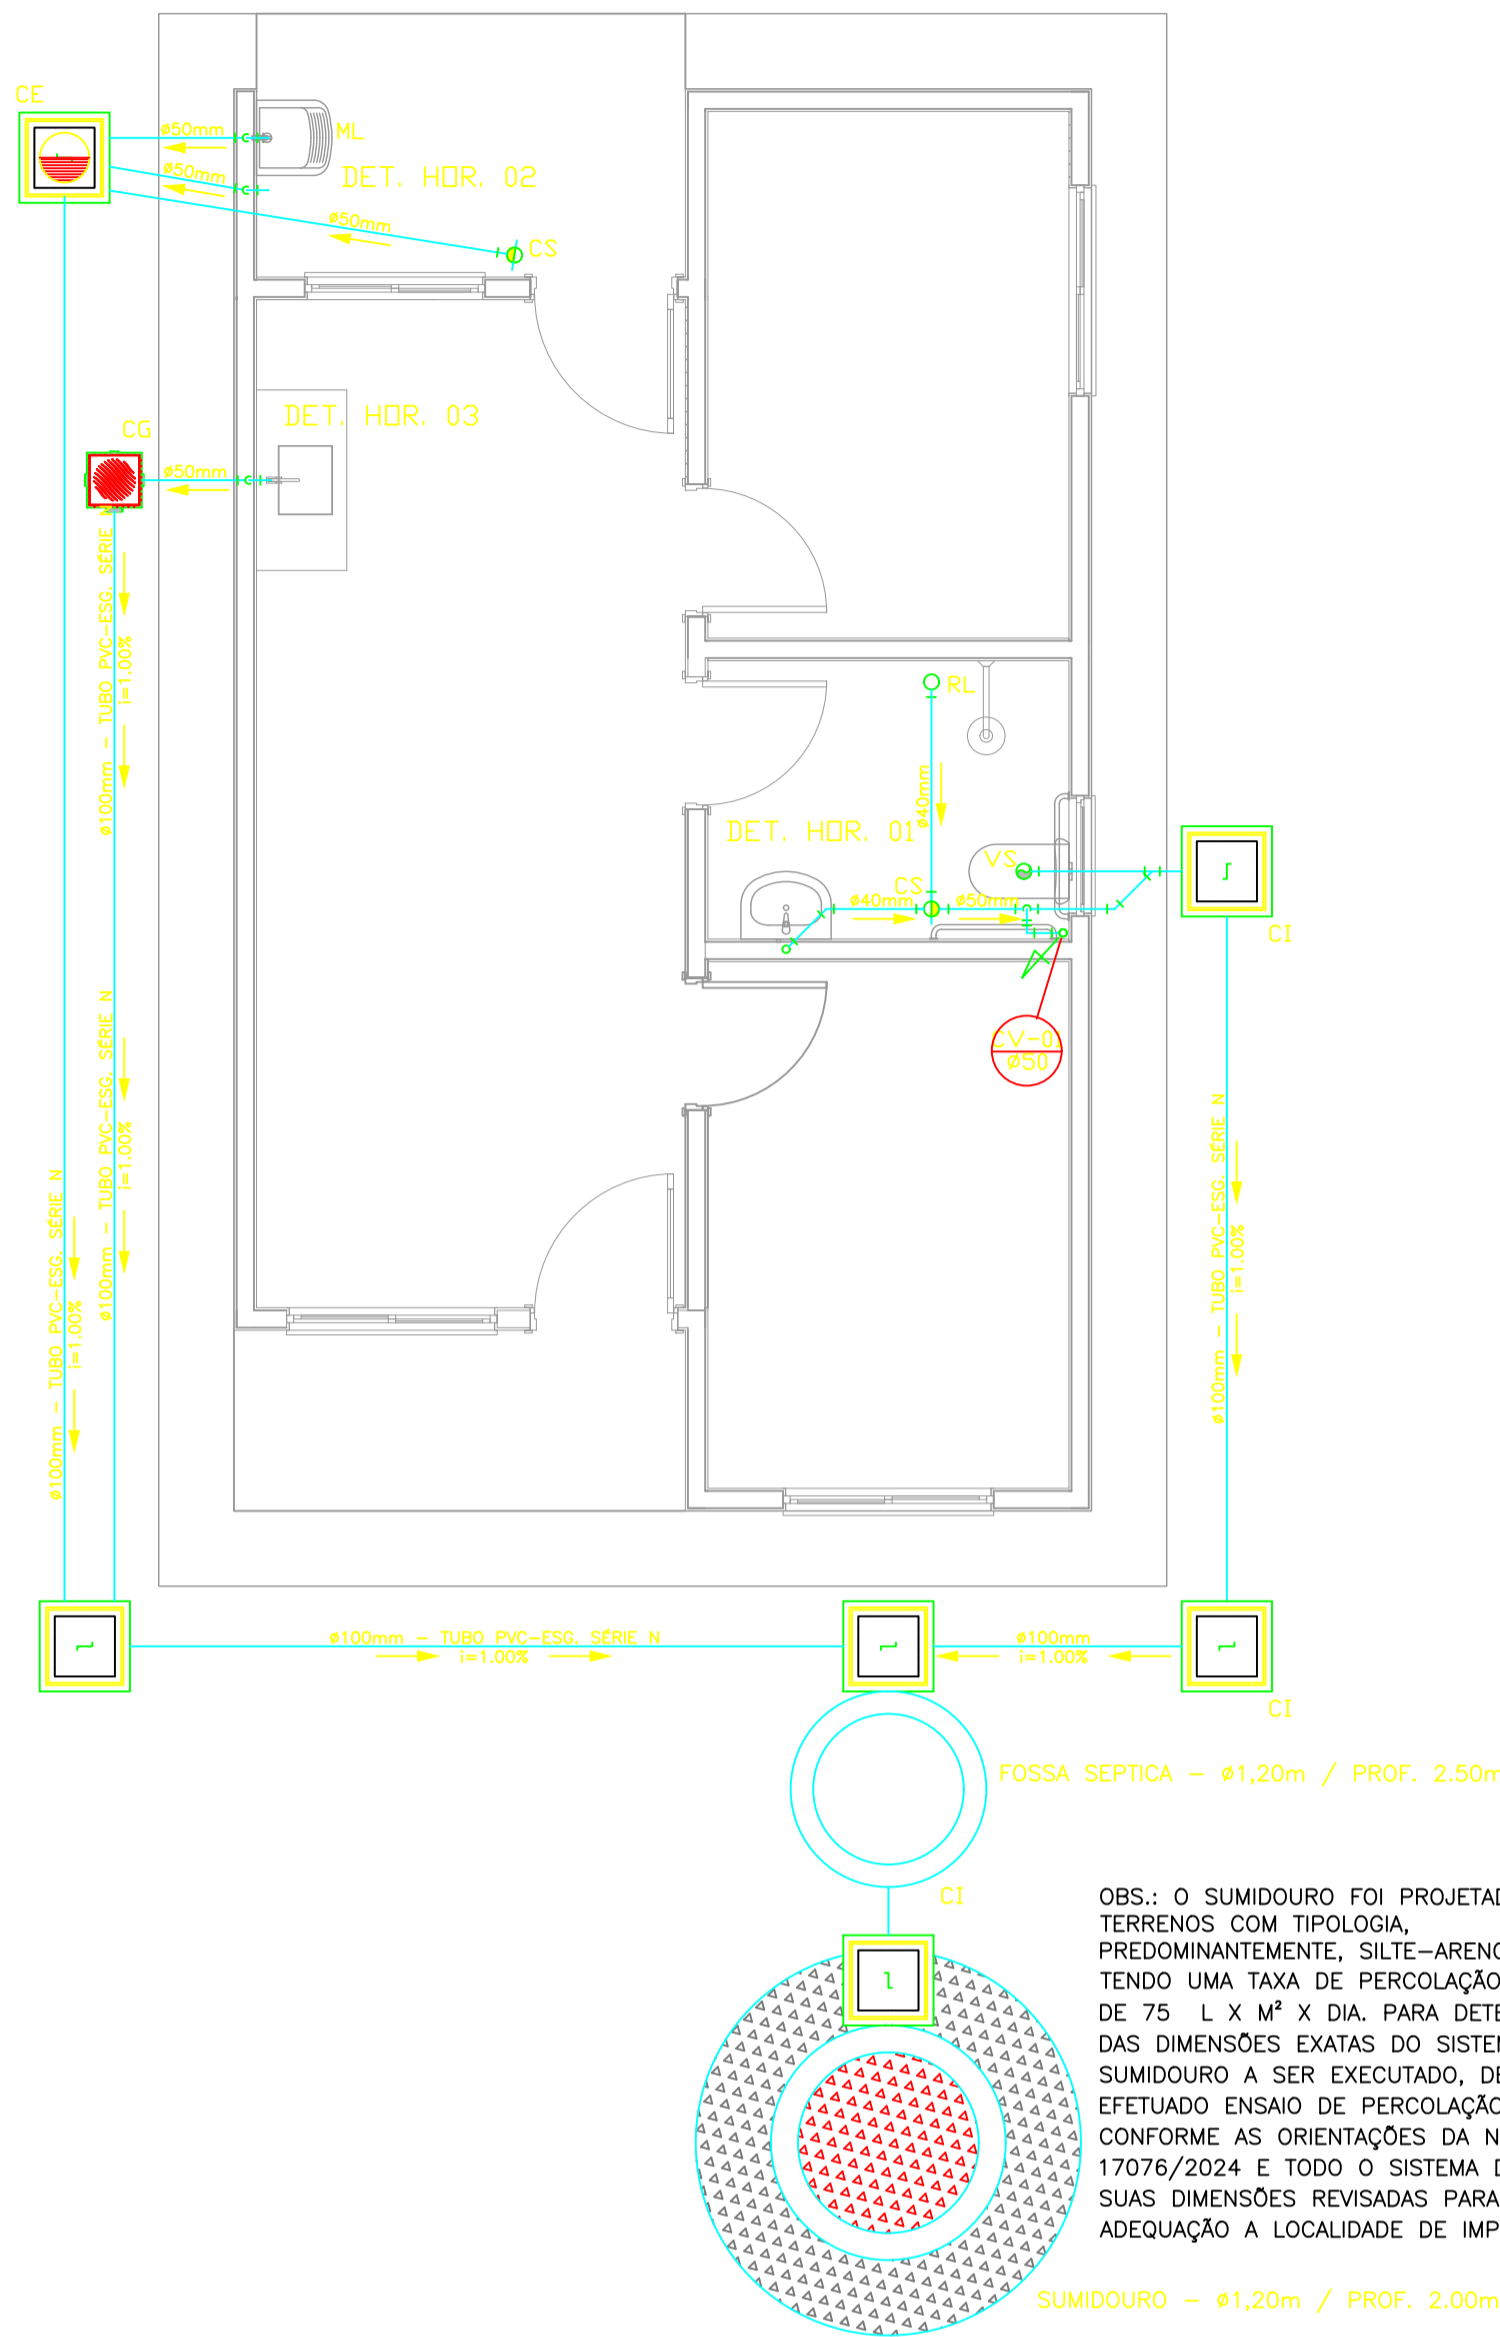 CE
ø50mm
ML
ø50mm
DET. HOR. 02
ø50mm
CS
CG
DET. HOR. 03
ø50mm
ø100mm - TUBO PVC-ESG. SÉRIE N
i=1.00%
RL
ø40mm
DET. HOR. 01
VS
CS
ø40mm
ø50mm
CI
CV-01
ø50
ø100mm - TUBO PVC-ESG. SÉRIE N
i=1.00%
ø100mm - TUBO PVC-ESG. SÉRIE N
i=1.00%
ø100mm - TUBO PVC-ESG. SÉRIE N
i=1.00%
ø100mm - TUBO PVC-ESG. SÉRIE N
i=1.00%
ø100mm
i=1.00%
CI
FOSSA SEPTICA - ø1,20m / PROF. 2.50m
CI
OBS.: O SUMIDOURO FOI PROJETAD
TERRENOS COM TIPOLOGIA,
PREDOMINANTEMENTE, SILTE-ARENO
TENDO UMA TAXA DE PERCOLAÇÃO
DE 75 L X M² X DIA. PARA DETE
DAS DIMENSÕES EXATAS DO SISTEM
SUMIDOURO A SER EXECUTADO, DE
EFETUADO ENSAIO DE PERCOLAÇÃO
CONFORME AS ORIENTAÇÕES DA N
17076/2024 E TODO O SISTEMA D
SUAS DIMENSÕES REVISADAS PARA
ADEQUAÇÃO A LOCALIDADE DE IMP
SUMIDOURO - ø1,20m / PROF. 2.00m